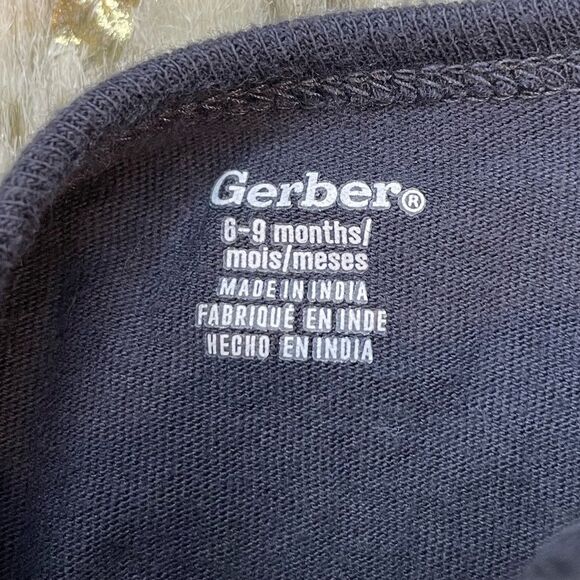 Gerber®
6-9 months/
mois/meses
MADE IN INDIA
FABRIQUÉ EN INDE
HECHO EN INDIA